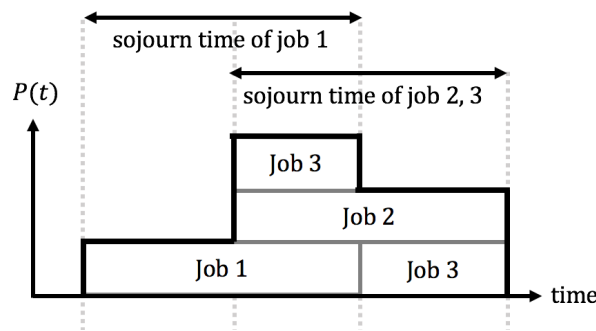 sojourn time of job 1
sojourn time of job 2, 3
P(t)
Job 3
Job 2
Job 1
Job 3
time